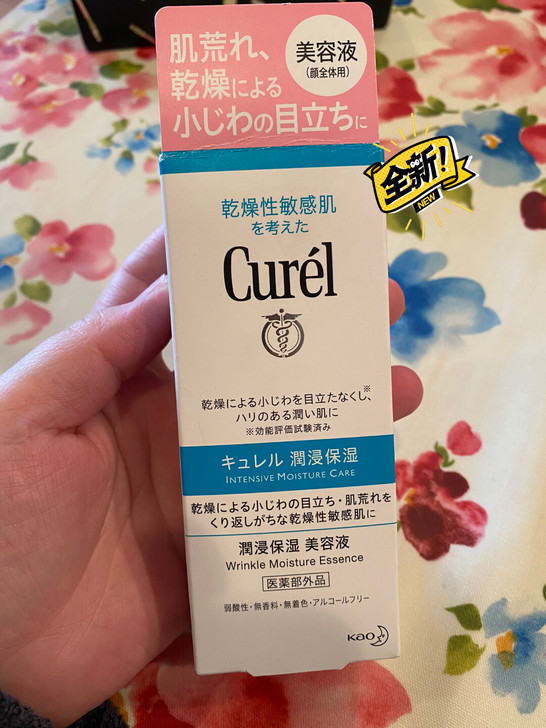 肌荒れ、
乾燥による
小じわの目立ちに
美容液
(顔全体用)
全新!
NEW
乾燥性敏感肌
を考えた
Curél
乾燥による小じわを目立たなくし、※
ハリのある潤い肌に
※効能評価試験済み
キュレル 潤浸保湿
INTENSIVE MOISTURE CARE
乾燥による小じわの目立ち・肌荒れを
くり返しがちな乾燥性敏感肌に
潤浸保湿 美容液
Wrinkle Moisture Essence
医薬部外品
弱酸性・無香料・無着色・アルコールフリー
Kao